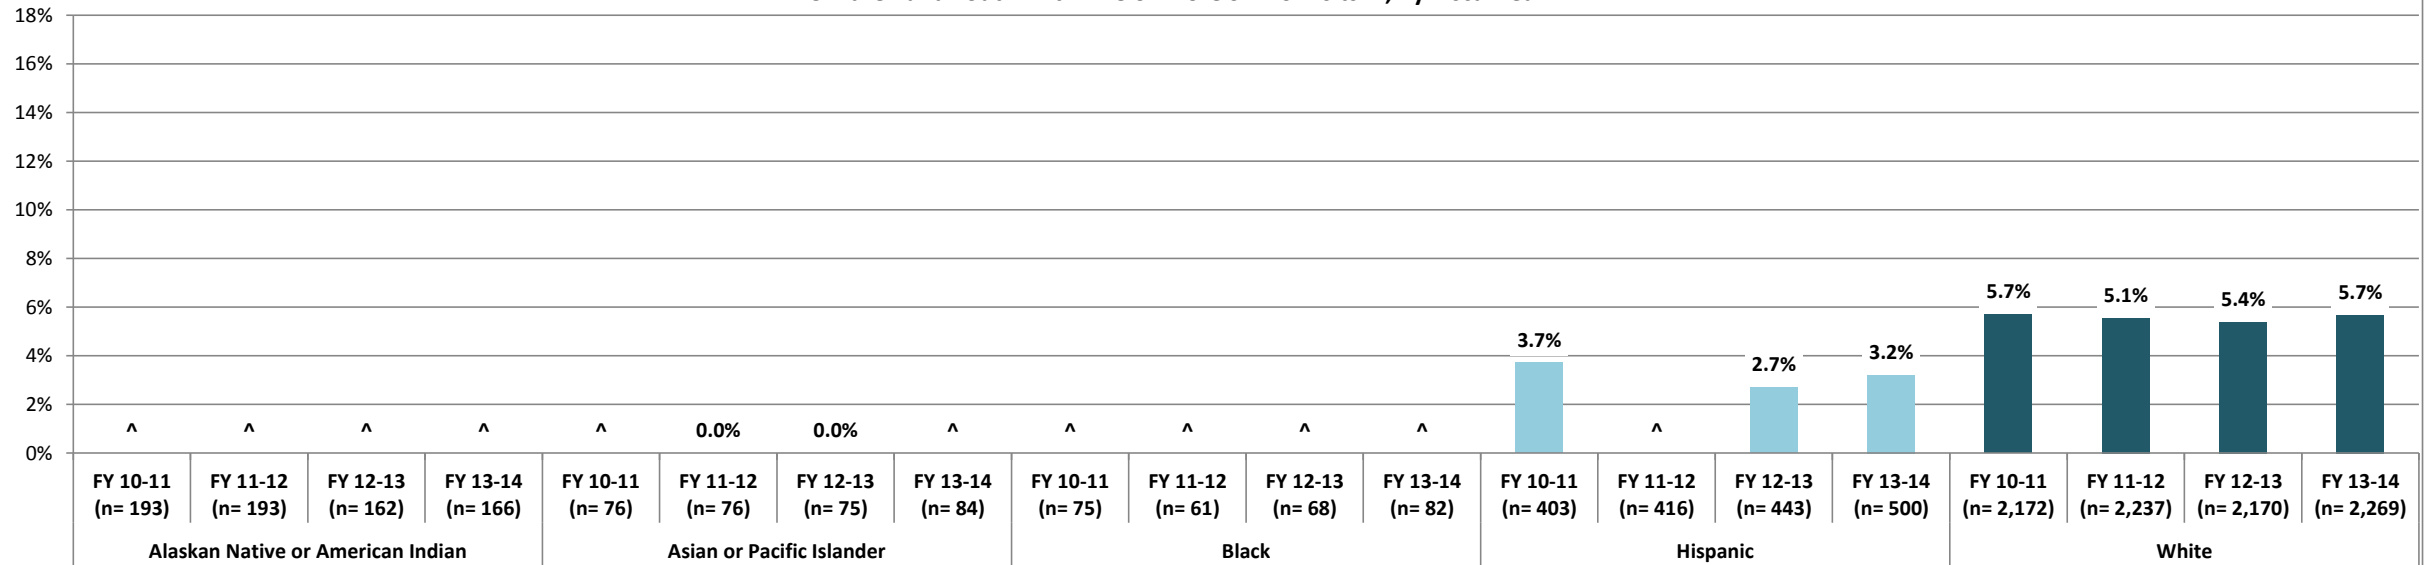 18%
16%
14%
12%
10%
8%
6%
4%
2%
0%
^ ^ ^ ^ ^ 0.0% 0.0% ^ ^ ^ ^ ^ 3.7% ^ 2.7% 3.2% 5.7% 5.1% 5.4% 5.7%
FY 10-11 FY 11-12 FY 12-13 FY 13-14 FY 10-11 FY 11-12 FY 12-13 FY 13-14 FY 10-11 FY 11-12 FY 12-13 FY 13-14 FY 10-11 FY 11-12 FY 12-13 FY 13-14 FY 10-11 FY 11-12 FY 12-13 FY 13-14
(n= 193) (n= 193) (n= 162) (n= 166) (n= 76) (n= 76) (n= 75) (n= 84) (n= 75) (n= 61) (n= 68) (n= 82) (n= 403) (n= 416) (n= 443) (n= 500) (n= 2,172) (n= 2,237) (n= 2,170) (n= 2,269)
Alaskan Native or American Indian Asian or Pacific Islander Black Hispanic White